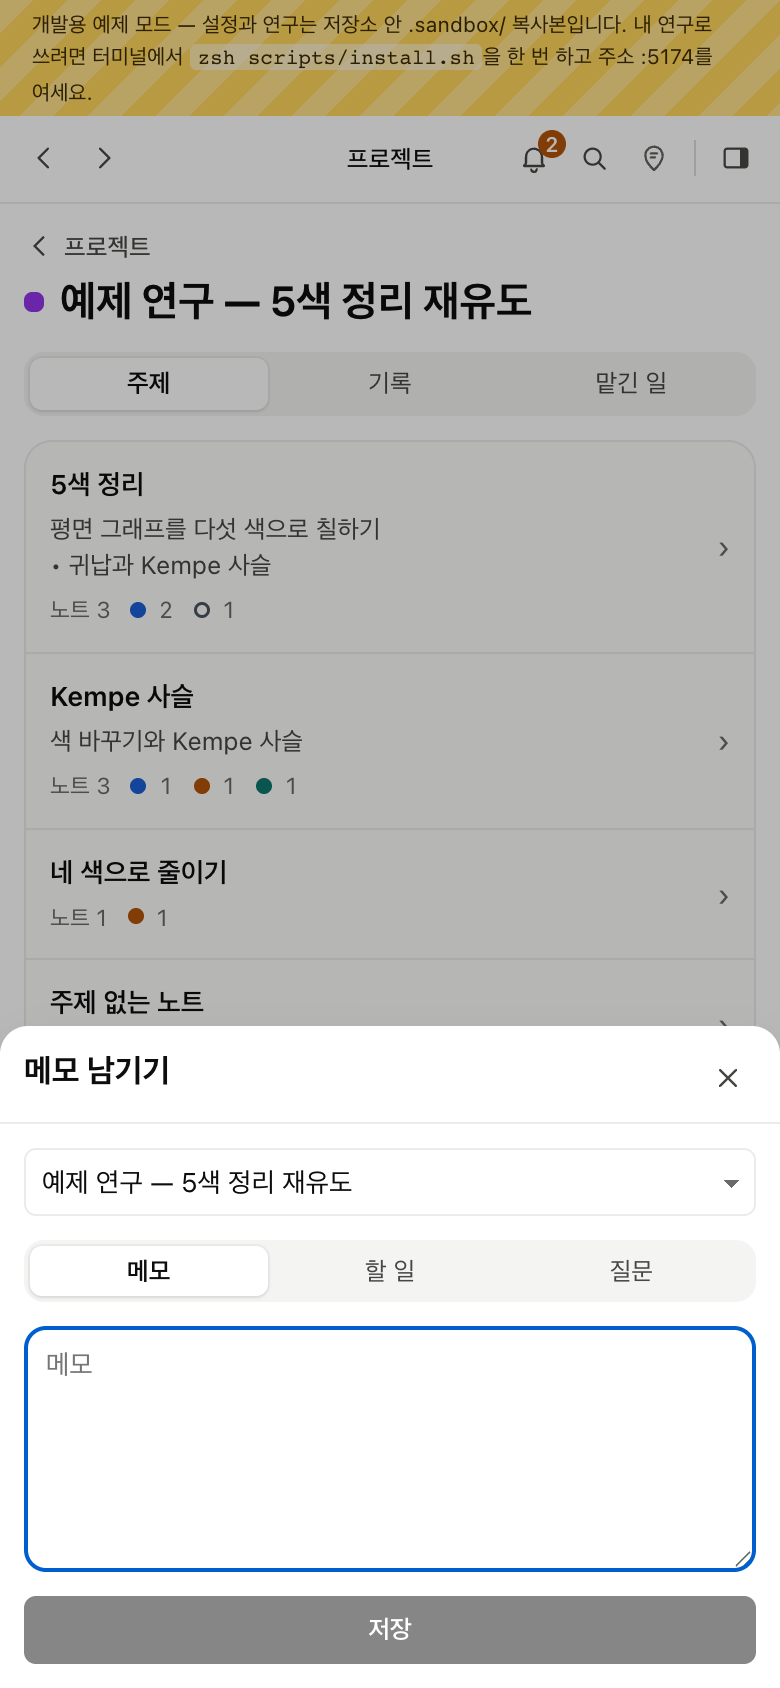 개발용 예제 모드 — 설정과 연구는 저장소 안 .sandbox/ 복사본입니다. 내 연구로
쓰려면 터미널에서 zsh scripts/install.sh 을 한 번 하고 주소 :5174를
여세요.
프로젝트
2
프로젝트
예제 연구 — 5색 정리 재유도
주제
기록
맡긴 일
5색 정리
평면 그래프를 다섯 색으로 칠하기
• 귀납과 Kempe 사슬
노트 3 2 1
Kempe 사슬
색 바꾸기와 Kempe 사슬
노트 3 1 1 1
네 색으로 줄이기
노트 1 1
주제 없는 노트
메모 남기기
예제 연구 — 5색 정리 재유도
메모
할 일
질문
메모
저장